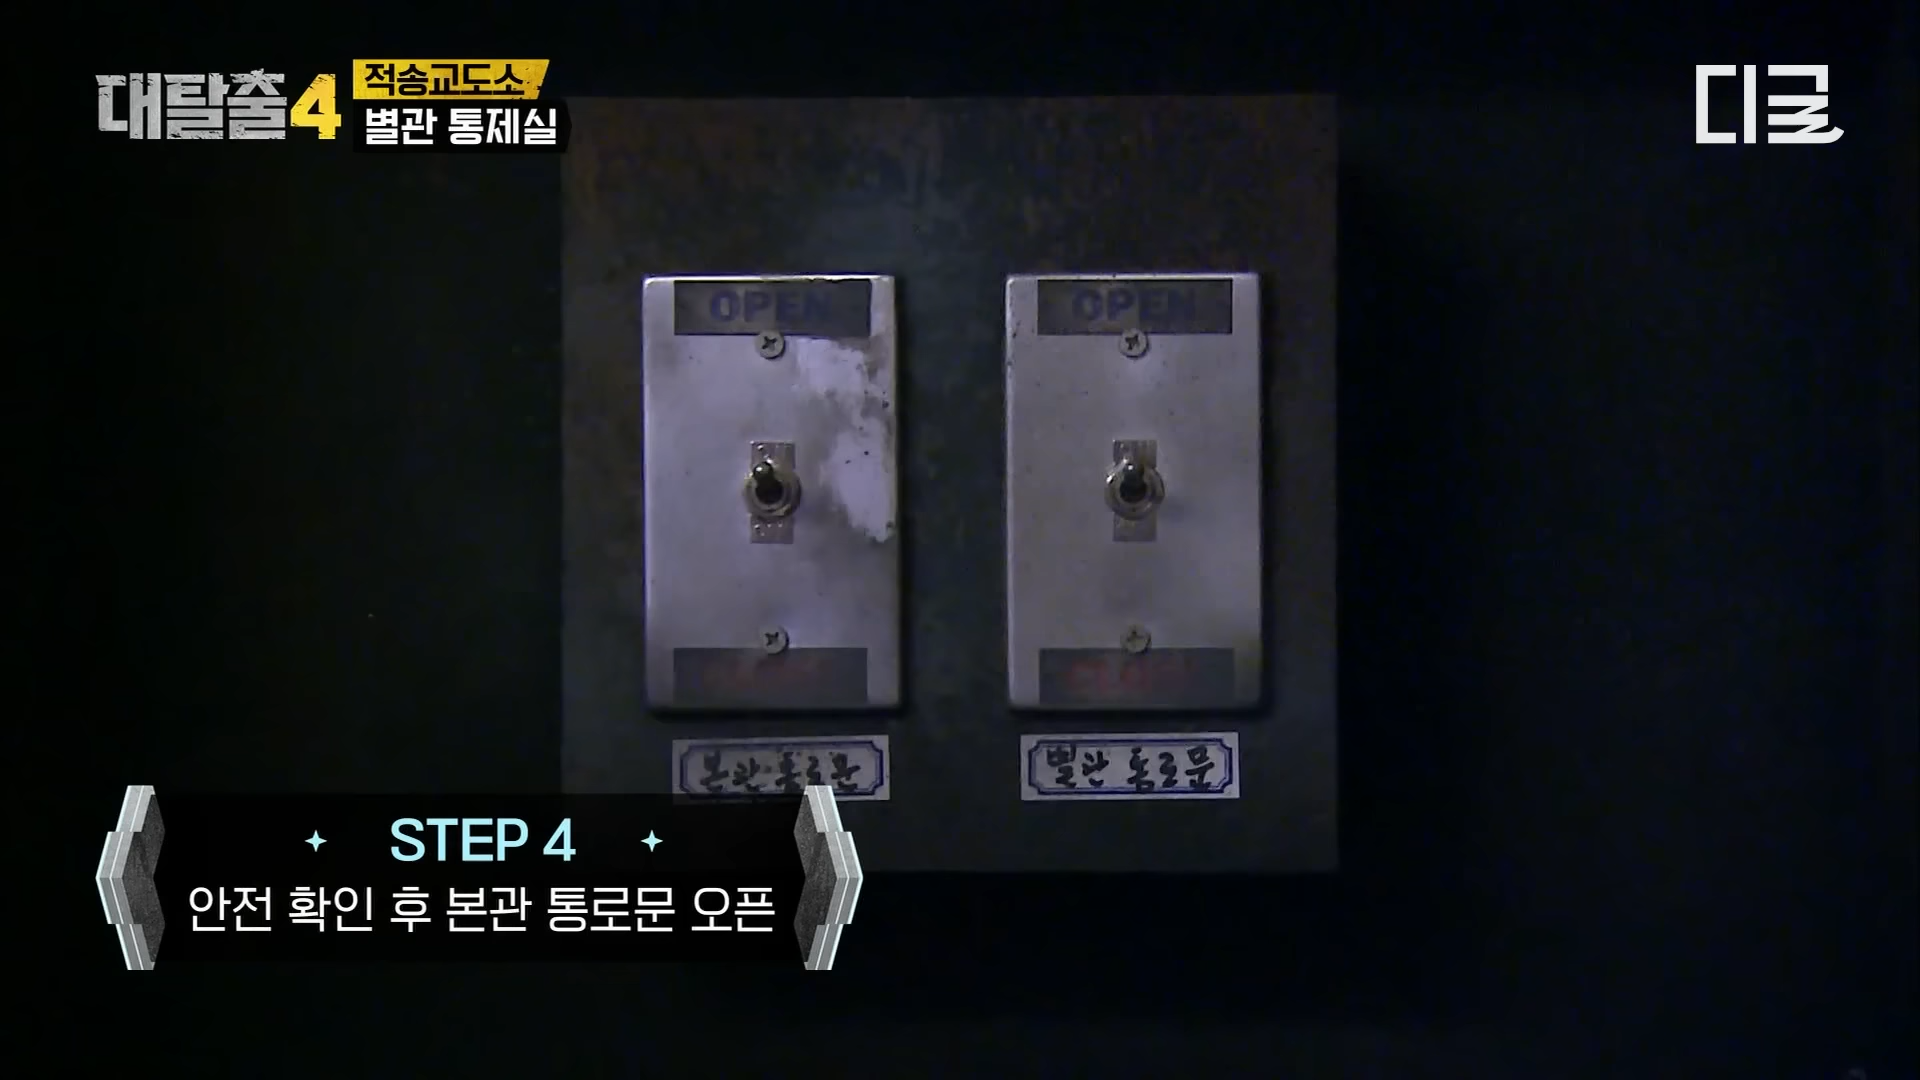 대탈출4
적송교도소
별관 통제실
디글
OPEN
OPEN
CLOSE
본관 통로문
별관 통로문
STEP 4
안전 확인 후 본관 통로문 오픈